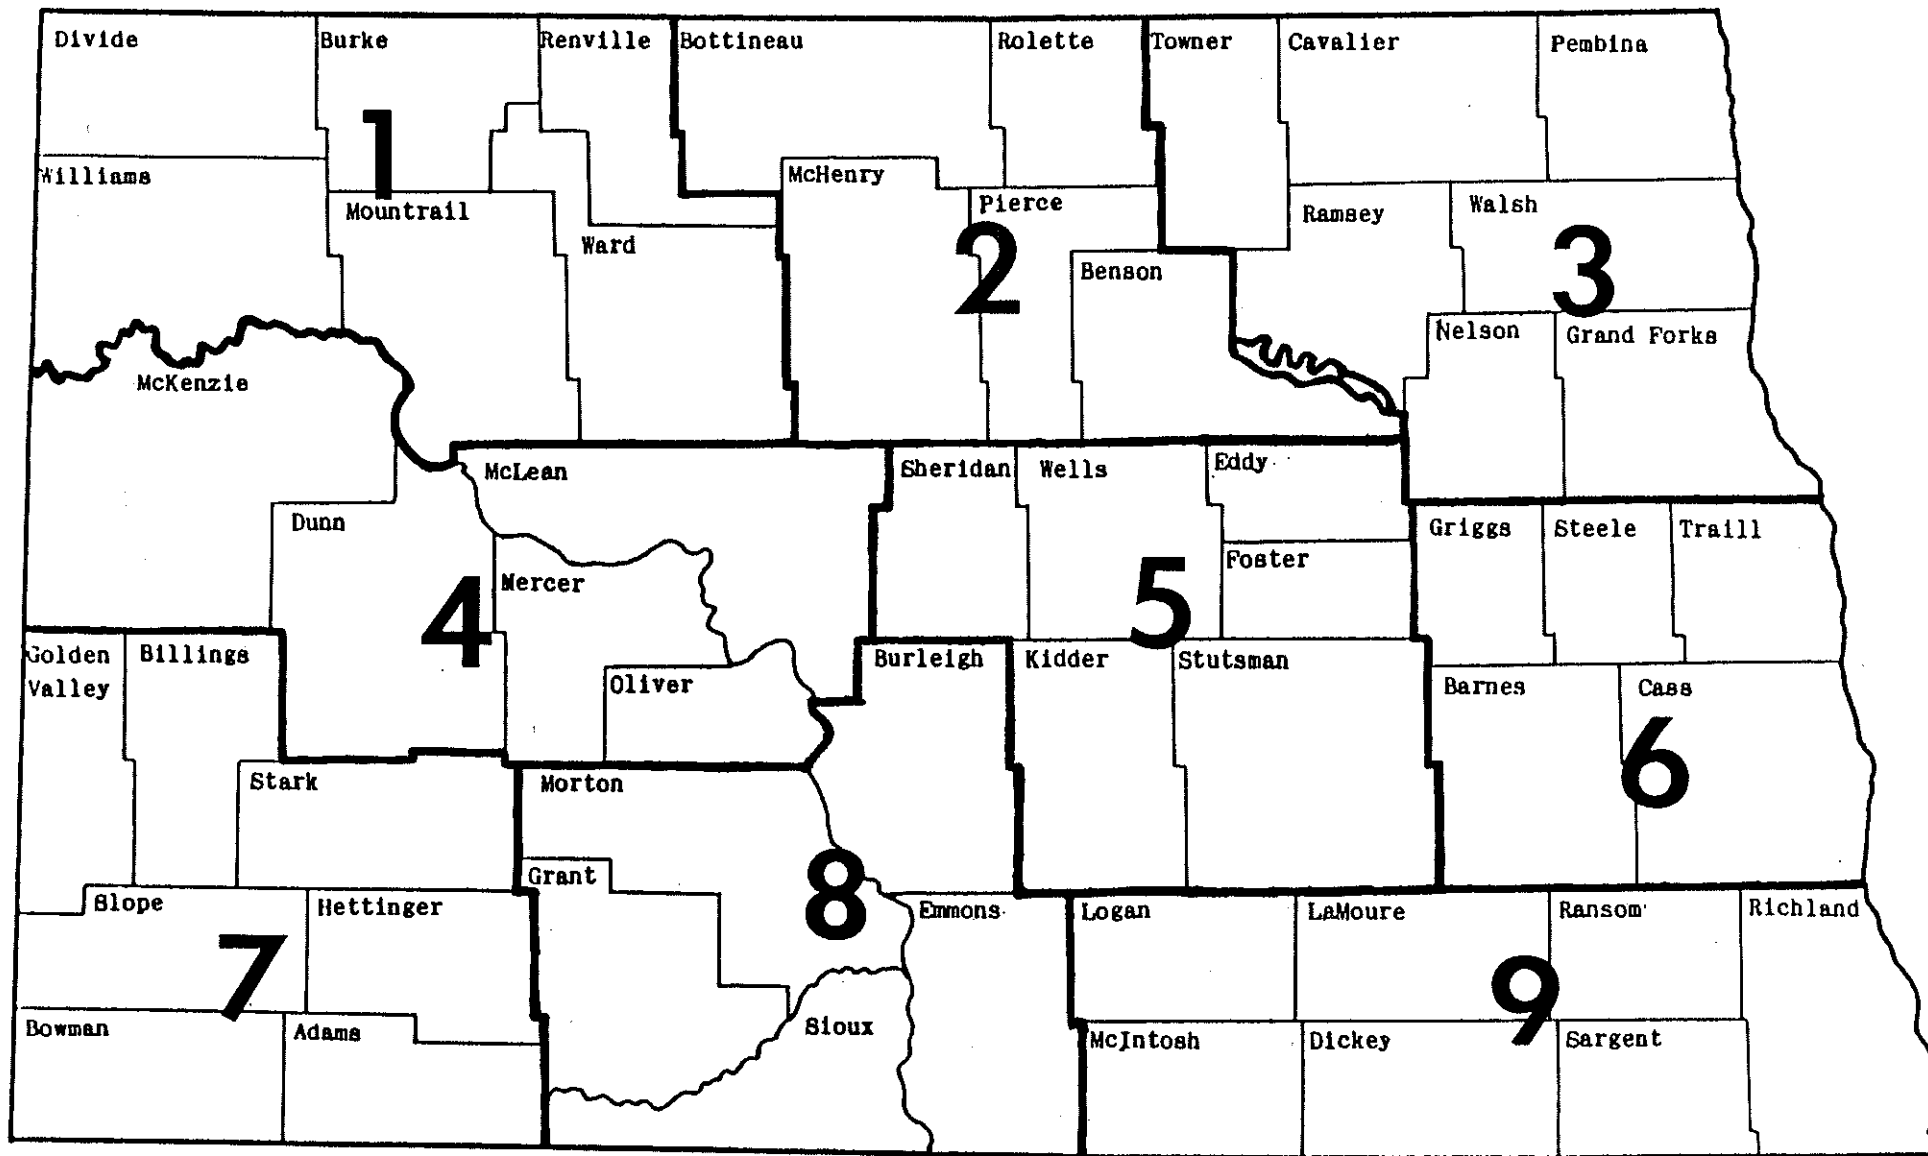 Divide Burke Renville Bottineau Rolette Towner Cavalier Pembina
1
Williams McHenry
Mountrail Pierce Ramsey Walsh
Ward 2 Benson 3
McKenzie Nelson Grand Forks
McLean Sheridan Wells Eddy
Dunn Griggs Steele Traill
Mercer 4 5 Foster
Golden Valley Billings Oliver Burleigh Kidder Stutsman Barnes Cass
6
Stark Morton
Grant 8
Slope Hettinger Emmons Logan LaMoure Ransom Richland
7 9
Bowman Adams Sioux McIntosh Dickey Sargent